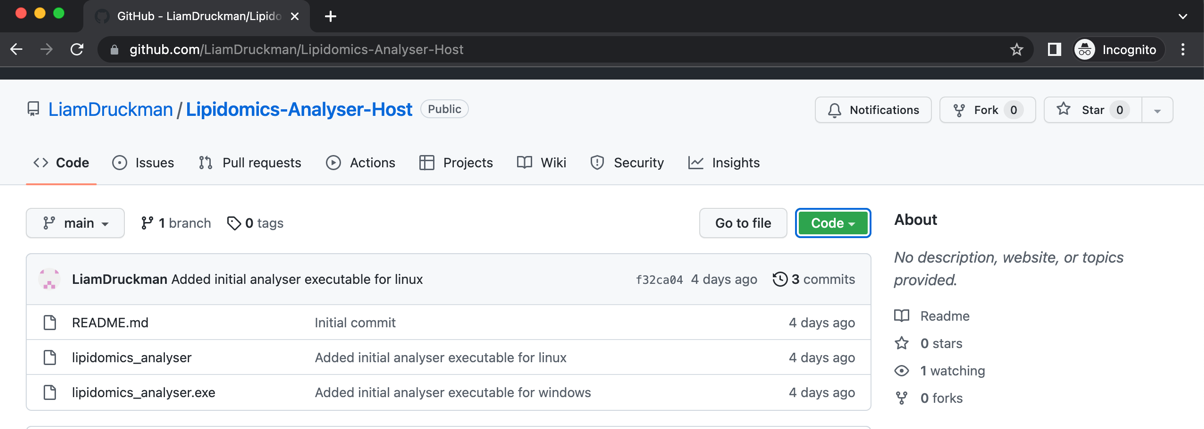 GitHub - LiamDruckman/Lipido
github.com/LiamDruckman/Lipidomics-Analyser-Host
Incognito
LiamDruckman / Lipidomics-Analyser-Host Public
Notifications Fork 0 Star 0
Code Issues Pull requests Actions Projects Wiki Security Insights
main 1 branch 0 tags Go to file Code
About
No description, website, or topics
provided.
LiamDruckman Added initial analyser executable for linux f32ca04 4 days ago 3 commits
README.md Initial commit 4 days ago
lipidomics_analyser Added initial analyser executable for linux 4 days ago
lipidomics_analyser.exe Added initial analyser executable for windows 4 days ago
Readme
0 stars
1 watching
0 forks